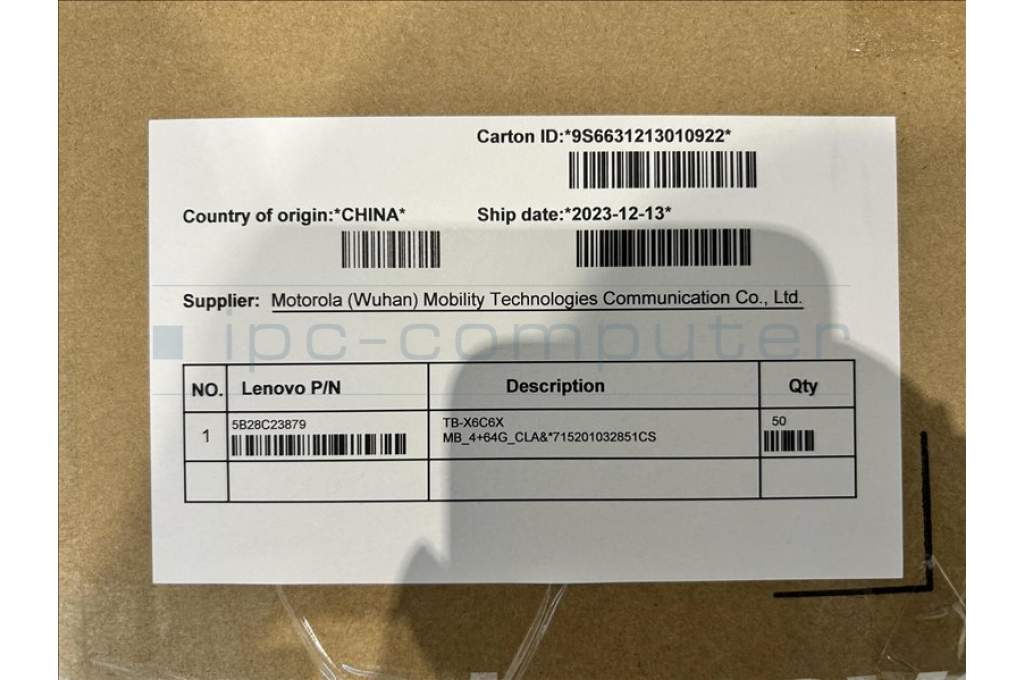 Carton ID:*9S6631213010922*
Country of origin:*CHINA*
Ship date:*2023-12-13*
Supplier: Motorola (Wuhan) Mobility Technologies Communication Co., Ltd.
ipc-computer
NO. Lenovo P/N Description Qty
1 5B28C23879 TB-X6C6X 50
MB_4+64G_CLA&*715201032851CS